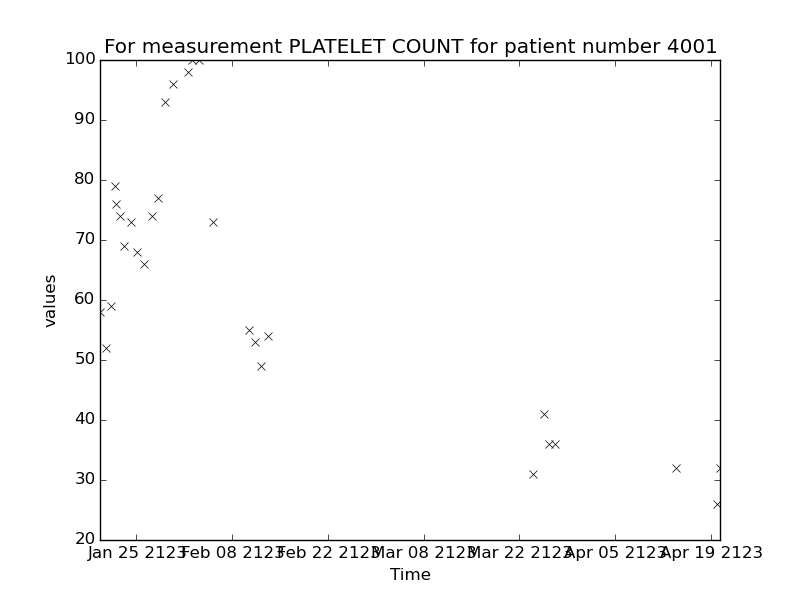 For measurement PLATELET COUNT for patient number 4001
100
90
80
70
60
50
40
30
20
values
Jan 25 2123 Feb 08 2123 Feb 22 2123 Mar 08 2123 Mar 22 2123 Apr 05 2123 Apr 19 2123
Time